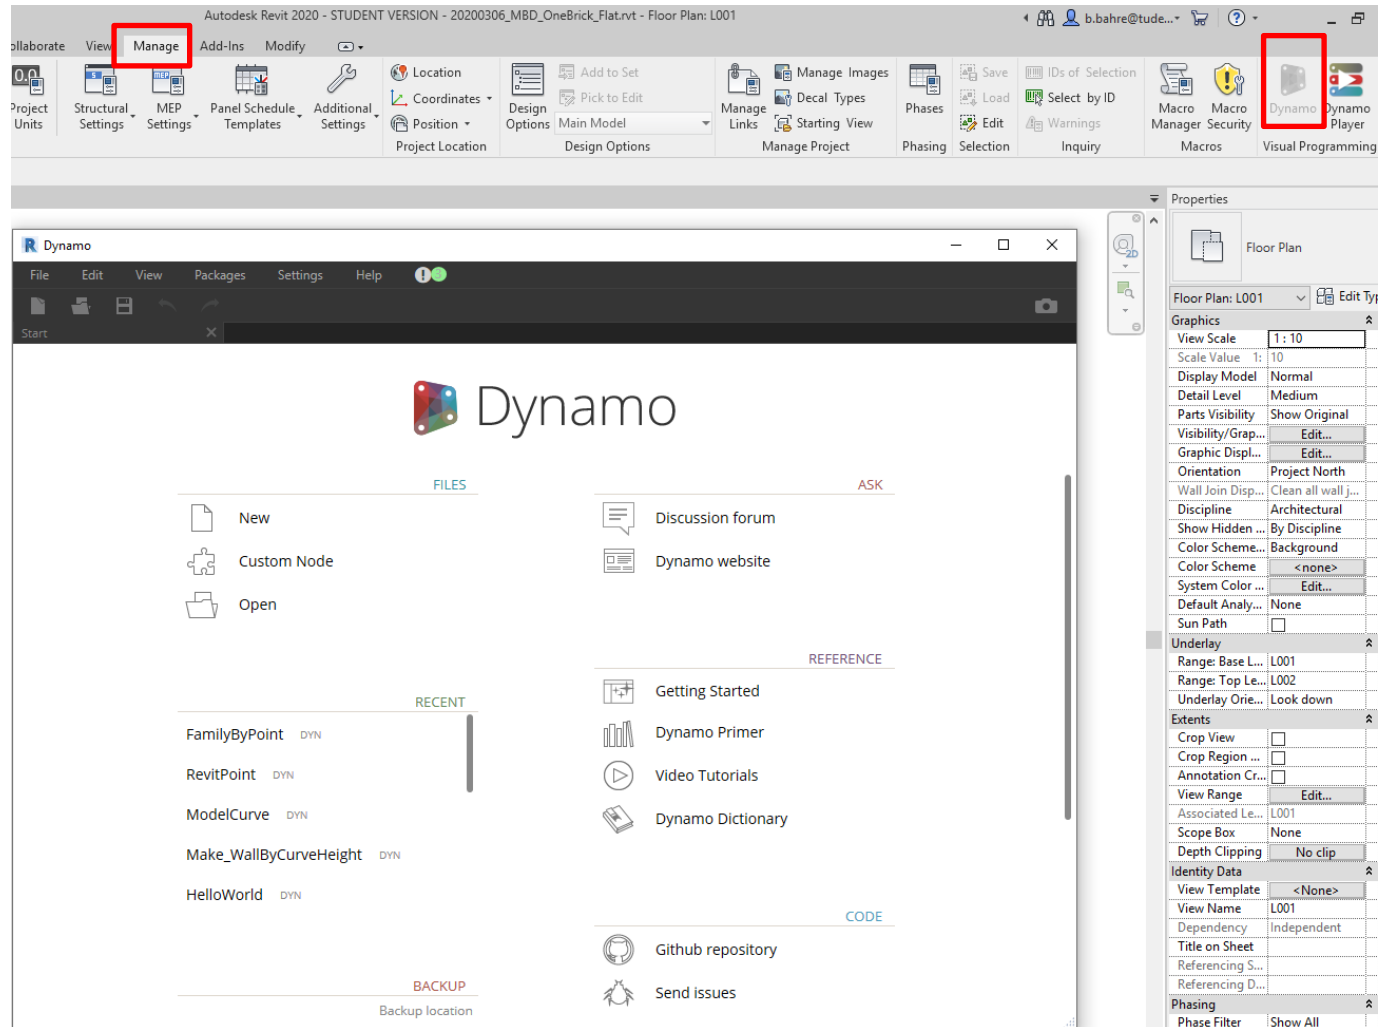 Autodesk Revit 2020 - STUDENT VERSION - 20200306_MBD_OneBrick_Flat.rvt - Floor Plan: L001
b.bahre@tude...
ollaborate View Manage Add-Ins Modify
0.0
Project Units
Structural Settings
MEP
MEP Settings
Panel Schedule Templates
Additional Settings
Location
Coordinates
Position
Project Location
Design Options
Add to Set
Pick to Edit
Main Model
Design Options
Manage Links
Manage Images
Decal Types
Starting View
Manage Project
Phases
Phasing
Save
Load
Edit
Selection
IDs of Selection
Select by ID
Warnings
Inquiry
Macro Manager
Macro Security
Macros
Dynamo
Dynamo Player
Visual Programming
Dynamo
File Edit View Packages Settings Help
Start
Dynamo
FILES
New
Custom Node
Open
RECENT
FamilyByPoint DYN
RevitPoint DYN
ModelCurve DYN
Make_WallByCurveHeight DYN
HelloWorld DYN
BACKUP
Backup location
ASK
Discussion forum
Dynamo website
REFERENCE
Getting Started
Dynamo Primer
Video Tutorials
Dynamo Dictionary
CODE
Github repository
Send issues
2D
Properties
Floor Plan
Floor Plan: L001 Edit Typ
Graphics
View Scale 1 : 10
Scale Value 1: 10
Display Model Normal
Detail Level Medium
Parts Visibility Show Original
Visibility/Grap... Edit...
Graphic Displ... Edit...
Orientation Project North
Wall Join Disp... Clean all wall j...
Discipline Architectural
Show Hidden ... By Discipline
Color Scheme... Background
Color Scheme <none>
System Color ... Edit...
Default Analy... None
Sun Path
Underlay
Range: Base L... L001
Range: Top Le... L002
Underlay Orie... Look down
Extents
Crop View
Crop Region ...
Annotation Cr...
View Range Edit...
Associated Le... L001
Scope Box None
Depth Clipping No clip
Identity Data
View Template <None>
View Name L001
Dependency Independent
Title on Sheet
Referencing S...
Referencing D...
Phasing
Phase Filter Show All